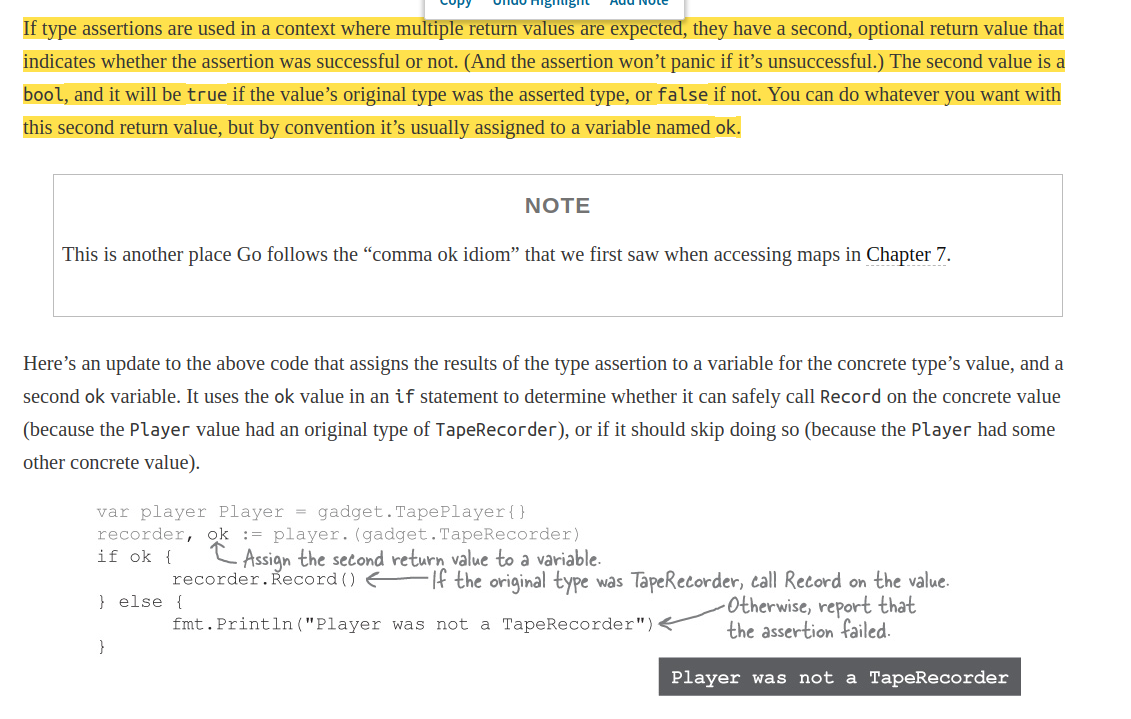 Copy Undo Highlight Add Note
If type assertions are used in a context where multiple return values are expected, they have a second, optional return value that
indicates whether the assertion was successful or not. (And the assertion won’t panic if it’s unsuccessful.) The second value is a
bool, and it will be true if the value’s original type was the asserted type, or false if not. You can do whatever you want with
this second return value, but by convention it’s usually assigned to a variable named ok.
NOTE
This is another place Go follows the “comma ok idiom” that we first saw when accessing maps in Chapter 7.
Here’s an update to the above code that assigns the results of the type assertion to a variable for the concrete type’s value, and a
second ok variable. It uses the ok value in an if statement to determine whether it can safely call Record on the concrete value
(because the Player value had an original type of TapeRecorder), or if it should skip doing so (because the Player had some
other concrete value).
var player Player = gadget.TapePlayer{}
recorder, ok := player.(gadget.TapeRecorder)
if ok {
Assign the second return value to a variable.
recorder.Record()
If the original type was TapeRecorder, call Record on the value.
} else {
Otherwise, report that
fmt.Println("Player was not a TapeRecorder")
the assertion failed.
}
Player was not a TapeRecorder